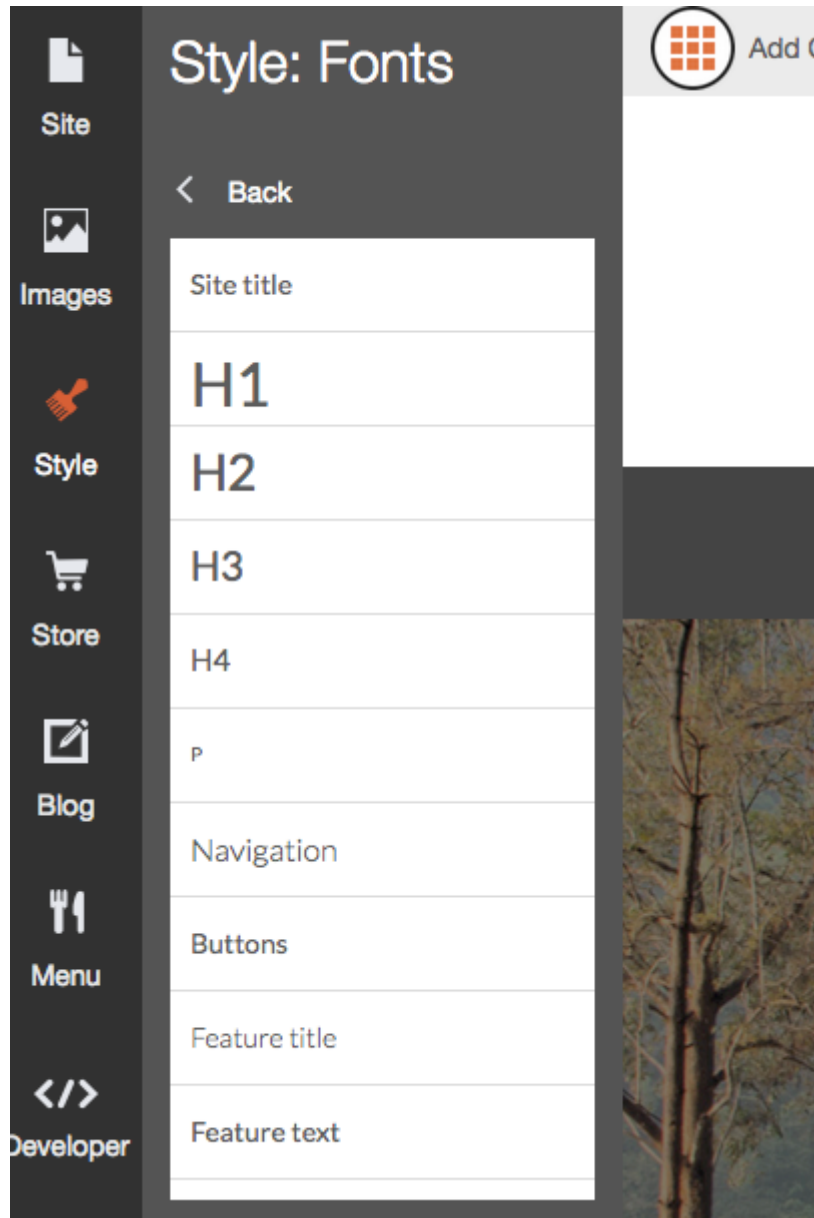 Site
Images
Style
Store
Blog
Menu
Developer
Style: Fonts
Back
Site title
H1
H2
H3
H4
P
Navigation
Buttons
Feature title
Feature text
Add